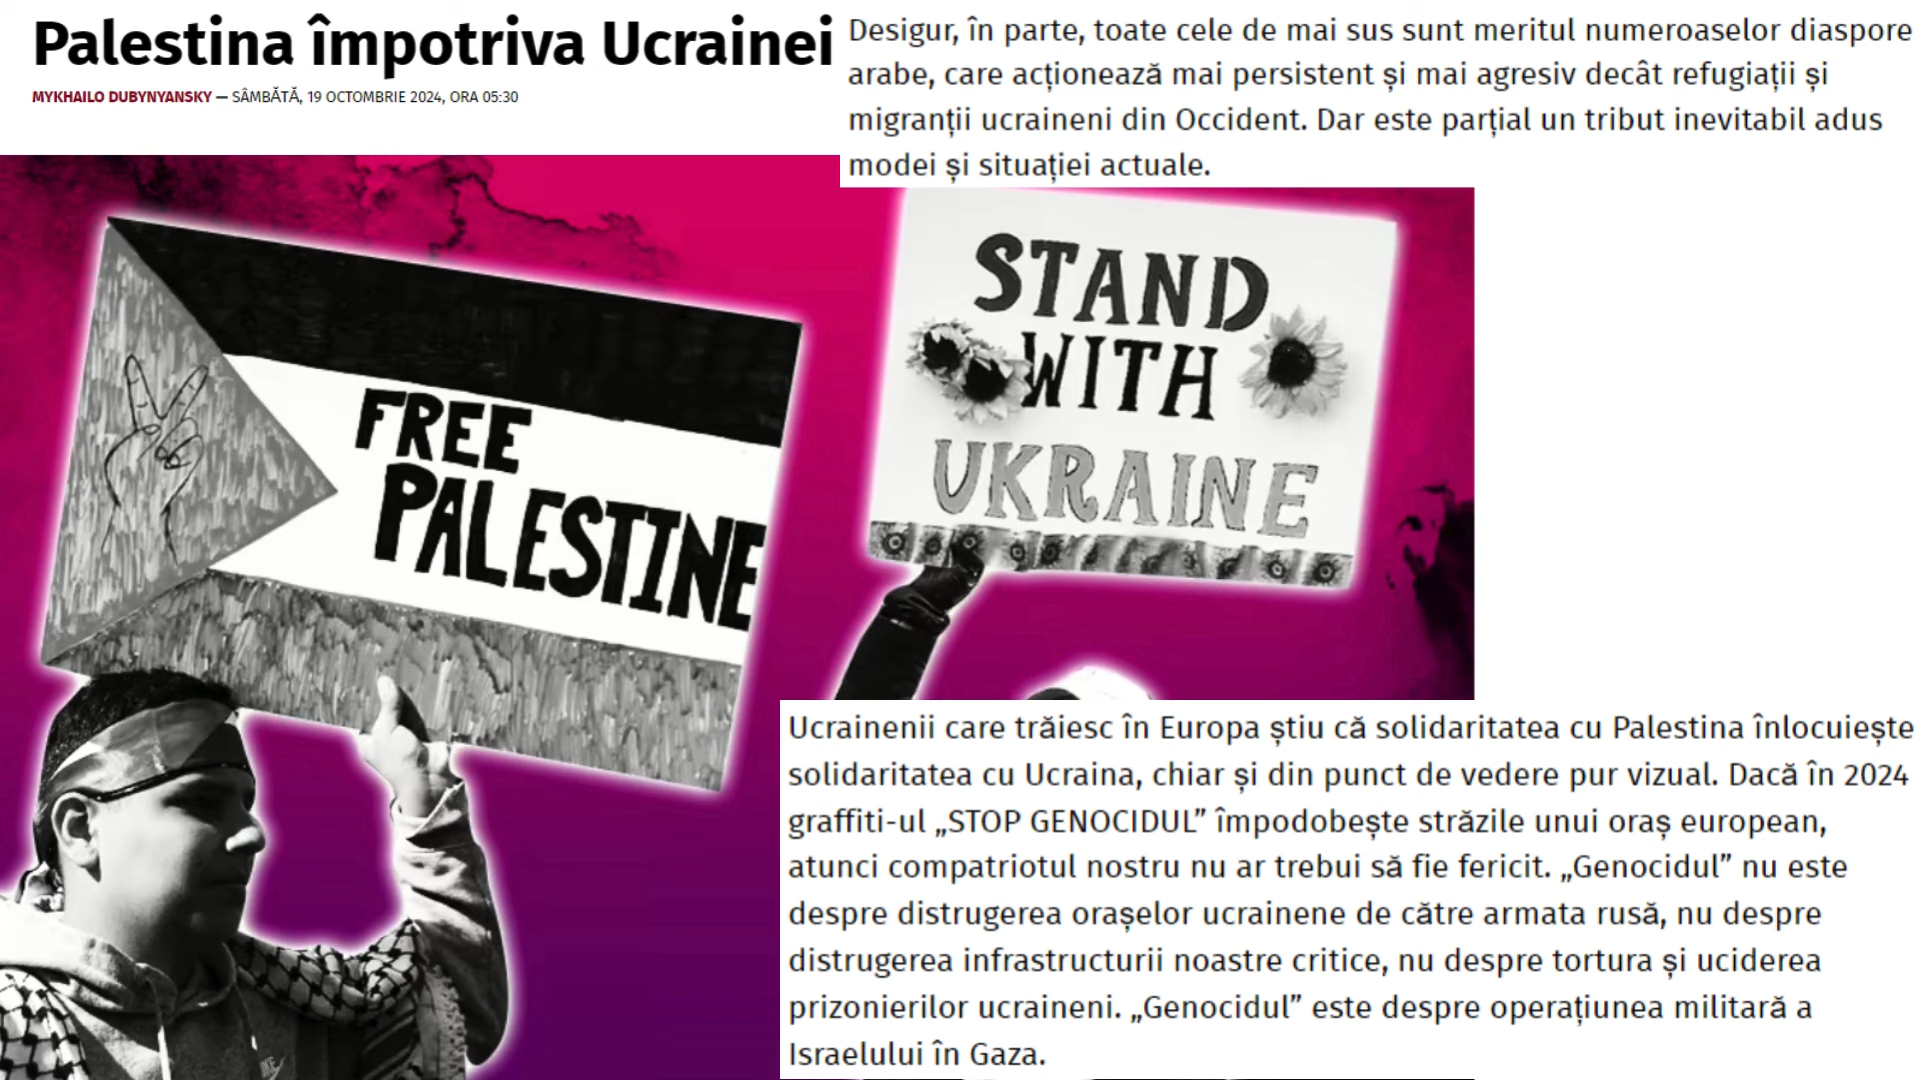 Palestina împotriva Ucrainei
MYKHAILO DUBYNYANSKY — SÂMBĂTĂ, 19 OCTOMBRIE 2024, ORA 05:30
Desigur, în parte, toate cele de mai sus sunt meritul numeroaselor diaspore
arabe, care acționează mai persistent și mai agresiv decât refugiații și
migranții ucraineni din Occident. Dar este parțial un tribut inevitabil adus
modei și situației actuale.
FREE
PALESTINE
STAND
WITH
UKRAINE
Ucrainenii care trăiesc în Europa știu că solidaritatea cu Palestina înlocuiește
solidaritatea cu Ucraina, chiar și din punct de vedere pur vizual. Dacă în 2024
graffiti-ul „STOP GENOCIDUL” împodobește străzile unui oraș european,
atunci compatriotul nostru nu ar trebui să fie fericit. „Genocidul” nu este
despre distrugerea orașelor ucrainene de către armata rusă, nu despre
distrugerea infrastructurii noastre critice, nu despre tortura și uciderea
prizonierilor ucraineni. „Genocidul” este despre operațiunea militară a
Israelului în Gaza.